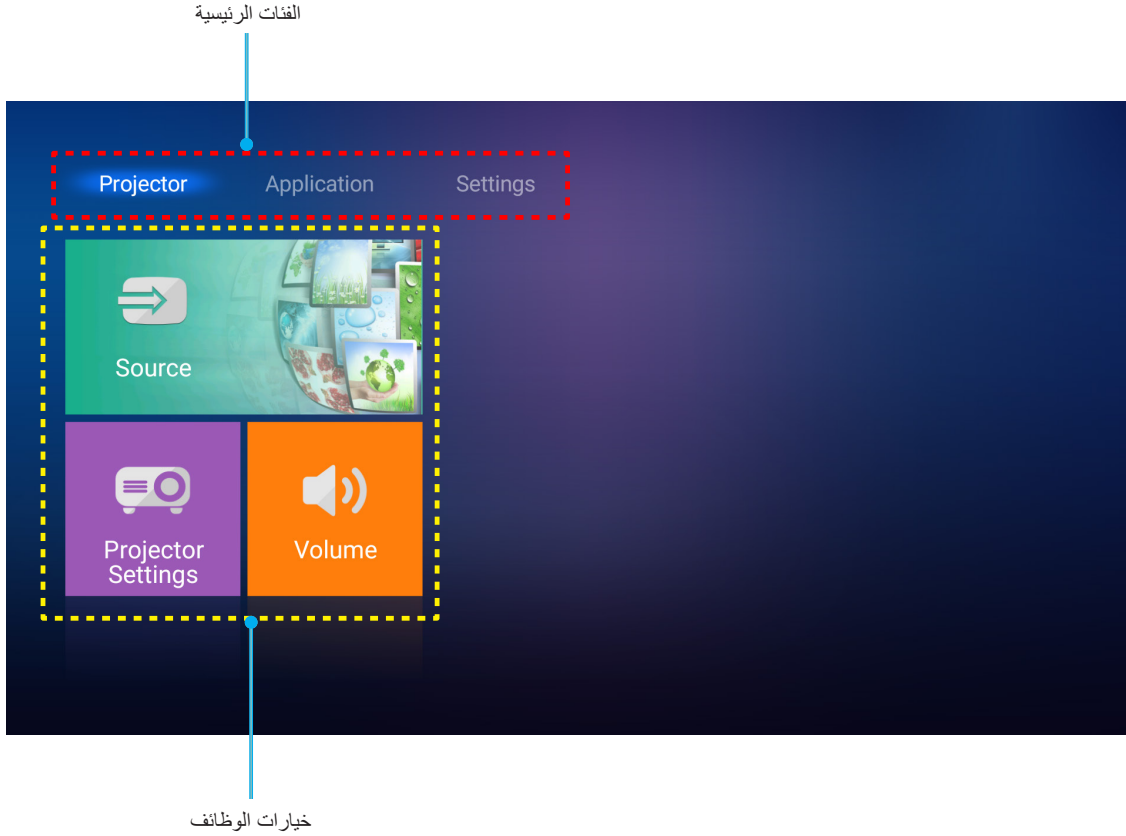 الفئات الرئيسية
Projector Application Settings
Source
Projector
Settings
Volume
خيارات الوظائف